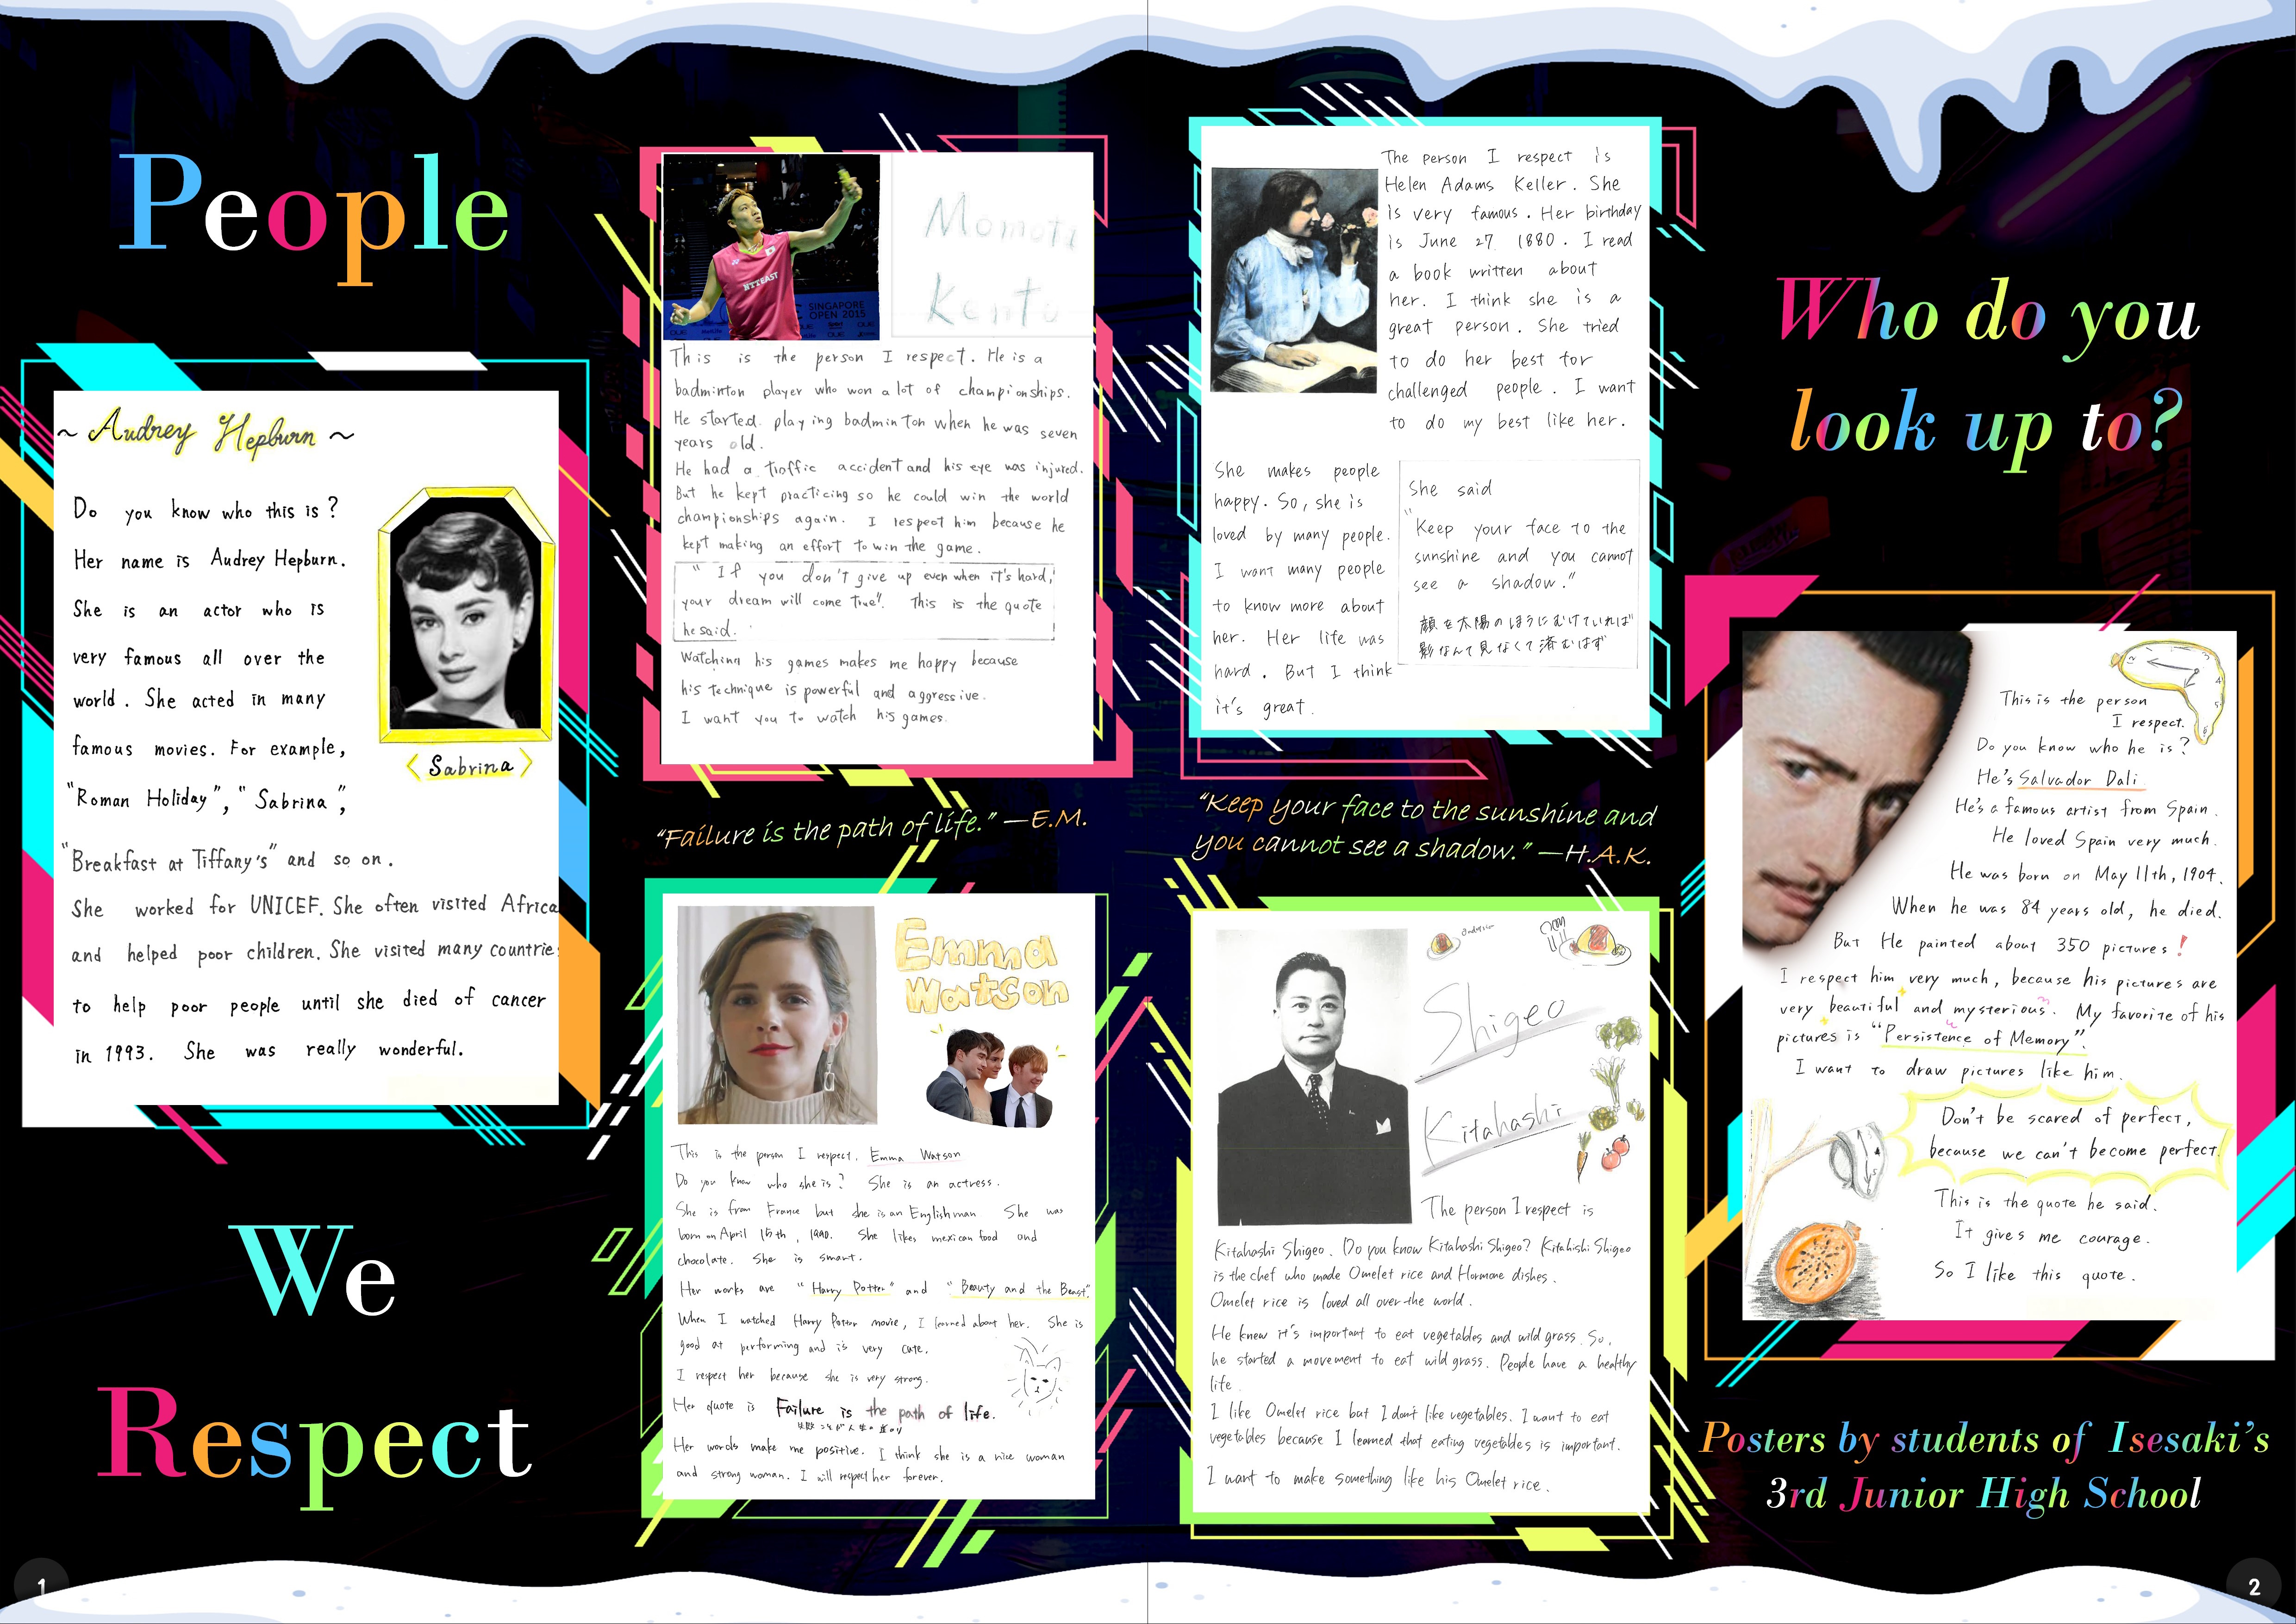 People
We
Respect
~ Audrey Hepburn ~
Do you know who this is?
Her name is Audrey Hepburn.
She is an actor who is
very famous all over the
world. She acted in many
famous movies. For example,
"Roman Holiday", "Sabrina",
"Breakfast at Tiffany's" and so on.
She worked for UNICEF. She often visited Africa
and helped poor children. She visited many countries
to help poor people until she died of cancer
in 1993. She was really wonderful.
< Sabrina >
NTTEAST
SINGAPORE
OPEN 2015
Momota
Kento
This is the person I respect. He is a
badminton player who won a lot of championships.
He started playing badminton when he was seven
years old.
He had a troffic accident and his eye was injured.
But he kept practicing so he could win the world
championships again. I respect him because he
kept making an effort to win the game.
"If you don't give up even when it's hard,
your dream will come true". This is the quote
he said.
Watching his games makes me happy because
his technique is powerful and aggressive.
I want you to watch his games.
"Failure is the path of life." —E.M.
Emma
Watson
This is the person I respect. Emma Watson
Do you know who she is? She is an actress.
She is from France but she is an Englishman She was
born on April 15th, 1990. She likes mexican food and
chocolate. She is smart.
Her works are "Harry Potter" and "Beauty and the Beast".
When I watched Harry Potter movie, I learned about her. She is
good at performing and is very cute.
I respect her because she is very strong.
Her quote is Failure is the path of life.
失敗こそが人生の道のり
Her words make me positive. I think she is a nice woman
and strong woman. I will respect her forever.
The person I respect is
Helen Adams Keller. She
is very famous. Her birthday
is June 27 1880. I read
a book written about
her. I think she is a
great person. She tried
to do her best for
challenged people. I want
to do my best like her.
She makes people
happy. So, she is
loved by many people.
I want many people
to know more about
her. Her life was
hard. But I think
it's great.
She said
"Keep your face to the
sunshine and you cannot
see a shadow."
顔を太陽のほうにむけていれば
影なんて見なくて済むはず
"Keep your face to the sunshine and
you cannot see a shadow." —H.A.K.
Shigeo
Kitahashi
The person I respect is
Kitahashi Shigeo. Do you know Kitahashi Shigeo? Kitahishi Shigeo
is the chef who made Omelet rice and Hormone dishes.
Omelet rice is loved all over the world.
He knew it's important to eat vegetables and wild grass. So,
he started a movement to eat wild grass. People have a healthy
life.
I like Omelet rice but I don't like vegetables. I want to eat
vegetables because I learned that eating vegetables is important.
I want to make something like his Omelet rice.
Who do you
look up to?
This is the person
I respect.
Do you know who he is?
He's Salvador Dali.
He's a famous artist from Spain.
He loved Spain very much.
He was born on May 11th, 1904.
When he was 84 years old, he died.
But He painted about 350 pictures!
I respect him very much, because his pictures are
very beautiful and mysterious. My favorite of his
pictures is "Persistence of Memory".
I want to draw pictures like him.
Don't be scared of perfect,
because we can't become perfect.
This is the quote he said.
It gives me courage.
So I like this quote.
Posters by students of Isesaki's
3rd Junior High School
1
2